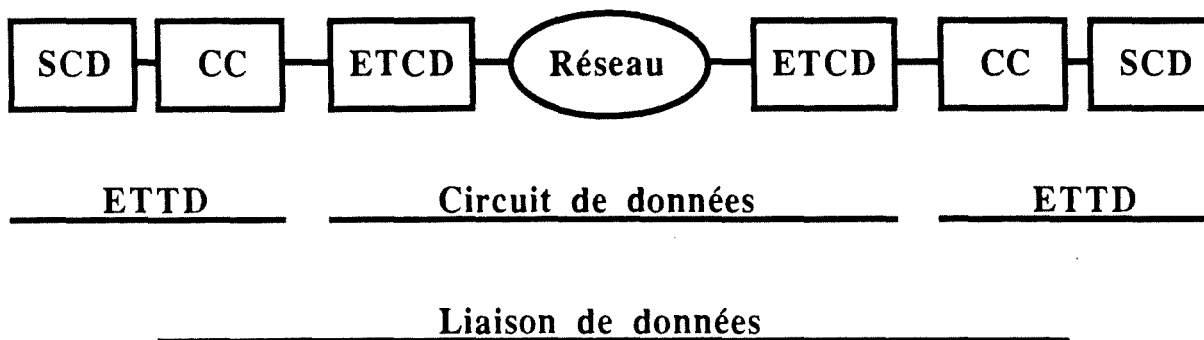 SCD CC ETCD Réseau ETCD CC SCD
ETTD Circuit de données ETTD
Liaison de données